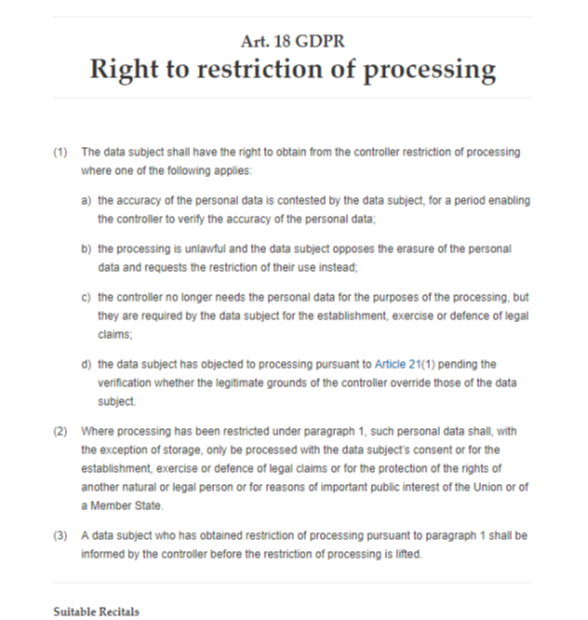 Art. 18 GDPR
Right to restriction of processing
(1) The data subject shall have the right to obtain from the controller restriction of processing
where one of the following applies:
a) the accuracy of the personal data is contested by the data subject, for a period enabling
the controller to verify the accuracy of the personal data;
b) the processing is unlawful and the data subject opposes the erasure of the personal
data and requests the restriction of their use instead;
c) the controller no longer needs the personal data for the purposes of the processing, but
they are required by the data subject for the establishment, exercise or defence of legal
claims;
d) the data subject has objected to processing pursuant to Article 21(1) pending the
verification whether the legitimate grounds of the controller override those of the data
subject.
(2) Where processing has been restricted under paragraph 1, such personal data shall, with
the exception of storage, only be processed with the data subject's consent or for the
establishment, exercise or defence of legal claims or for the protection of the rights of
another natural or legal person or for reasons of important public interest of the Union or of
a Member State.
(3) A data subject who has obtained restriction of processing pursuant to paragraph 1 shall be
informed by the controller before the restriction of processing is lifted.
Suitable Recitals